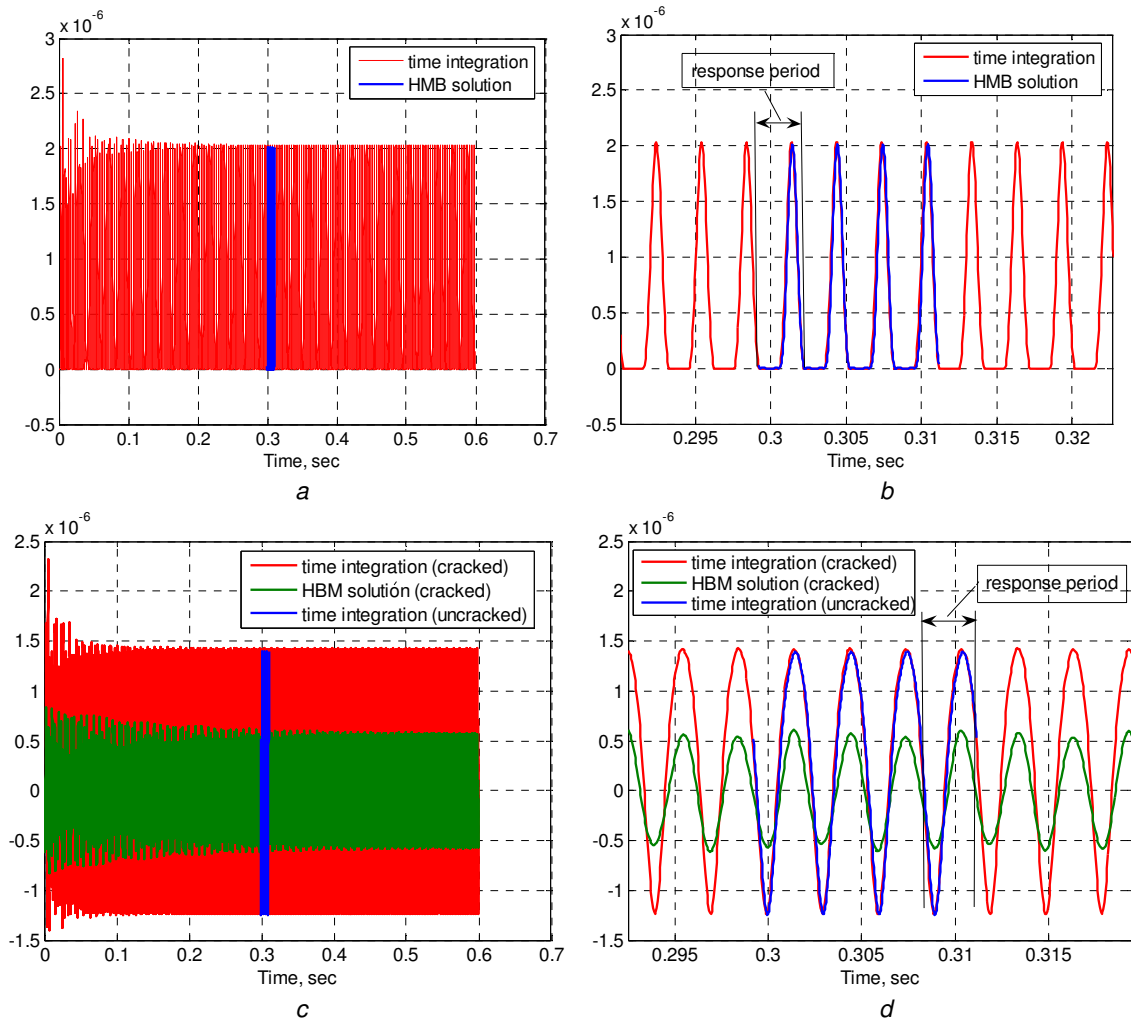 x 10 -6
3
2.5
2
1.5
1
0.5
0
-0.5
0 0.1 0.2 0.3 0.4 0.5 0.6 0.7
Time, sec
time integration
HMB solution
a
x 10 -6
3
2.5
2
1.5
1
0.5
0
-0.5
0.295 0.3 0.305 0.31 0.315 0.32
Time, sec
response period
time integration
HMB solution
b
x 10 -6
2.5
2
1.5
1
0.5
0
-0.5
-1
-1.5
0 0.1 0.2 0.3 0.4 0.5 0.6 0.7
Time, sec
time integration (cracked)
HBM solutión (cracked)
time integration (uncracked)
c
x 10 -6
2.5
2
1.5
1
0.5
0
-0.5
-1
-1.5
0.295 0.3 0.305 0.31 0.315
Time, sec
time integration (cracked)
HBM solution (cracked)
time integration (uncracked)
response period
d